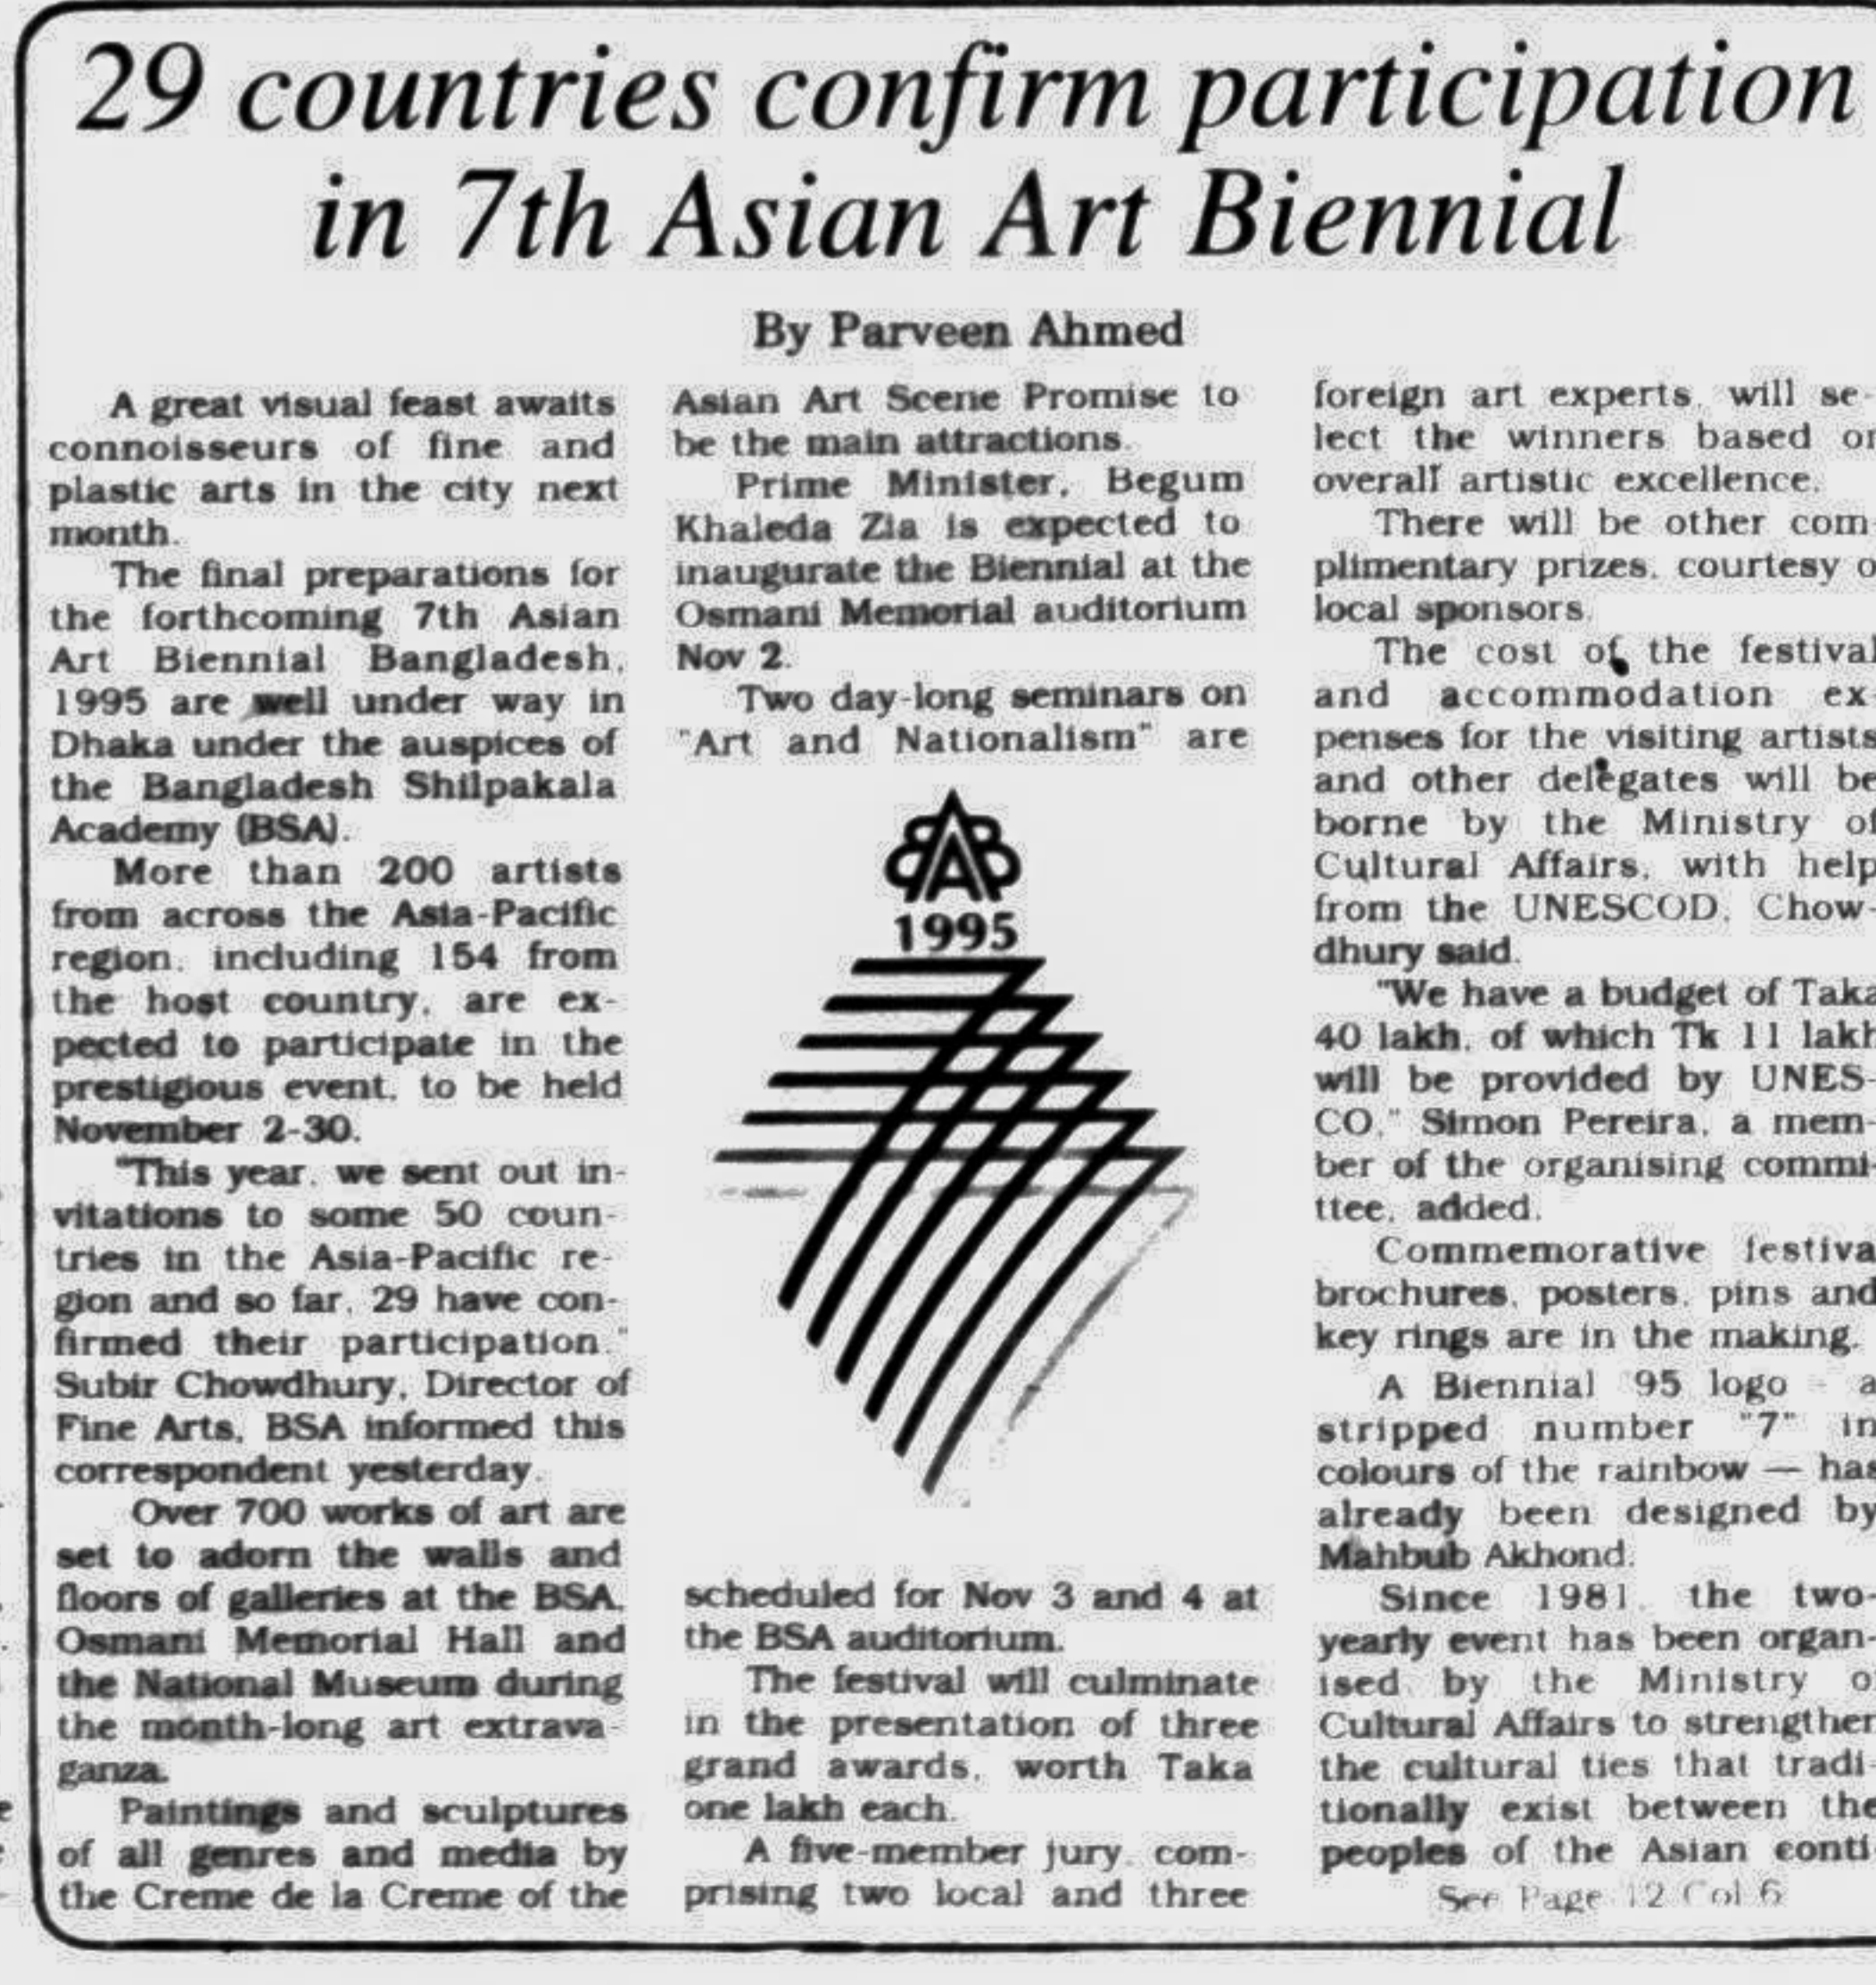 29 countries confirm participation
in 7th Asian Art Biennial
By Parveen Ahmed
A great visual feast awaits
connoisseurs of fine and
plastic arts in the city next
month.
The final preparations for
the forthcoming 7th Asian
Art Biennial Bangladesh,
1995 are well under way in
Dhaka under the auspices of
the Bangladesh Shilpakala
Academy (BSA).
More than 200 artists
from across the Asia-Pacific
region, including 154 from
the host country, are ex-
pected to participate in the
prestigious event, to be held
November 2-30.
"This year, we sent out in-
vitations to some 50 coun-
tries in the Asia-Pacific re-
gion and so far, 29 have con-
firmed their participation."
Subir Chowdhury, Director of
Fine Arts, BSA informed this
correspondent yesterday.
Over 700 works of art are
set to adorn the walls and
floors of galleries at the BSA,
Osmani Memorial Hall and
the National Museum during
the month-long art extrava-
ganza.
Paintings and sculptures
of all genres and media by
the Creme de la Creme of the
Asian Art Scene Promise to
be the main attractions.
Prime Minister, Begum
Khaleda Zia is expected to
inaugurate the Biennial at the
Osmani Memorial auditorium
Nov 2.
Two day-long seminars on
"Art and Nationalism" are
1995
scheduled for Nov 3 and 4 at
the BSA auditorium.
The festival will culminate
in the presentation of three
grand awards, worth Taka
one lakh each.
A five-member jury, com-
prising two local and three
foreign art experts, will se-
lect the winners based on
overall artistic excellence.
There will be other com
plimentary prizes, courtesy o
local sponsors.
The cost of the festival
and accommodation ex
penses for the visiting artists
and other delegates will be
borne by the Ministry of
Cultural Affairs, with help
from the UNESCOD, Chow-
dhury said.
"We have a budget of Taka
40 lakh, of which Tk 11 lakh
will be provided by UNES-
CO," Simon Pereira, a mem-
ber of the organising commi-
ttee, added.
Commemorative festiva
brochures, posters, pins and
key rings are in the making.
A Biennial 95 logo - a
stripped number "7" in
colours of the rainbow — has
already been designed by
Mahbub Akhond.
Since 1981, the two-
yearly event has been organ-
ised by the Ministry o
Cultural Affairs to strengthen
the cultural ties that tradi-
tionally exist between the
peoples of the Asian conti-
See Page 12 Col 6